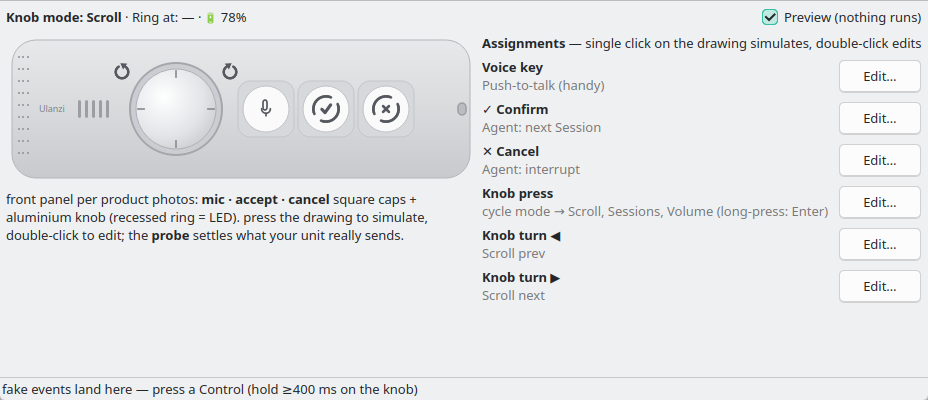 Knob mode: Scroll · Ring at: — · 🔋 78%
Preview (nothing runs)
Ulanzi
front panel per product photos: mic · accept · cancel square caps +
aluminium knob (recessed ring = LED). press the drawing to simulate,
double-click to edit; the probe settles what your unit really sends.
Assignments — single click on the drawing simulates, double-click edits
Voice key
Push-to-talk (handy)
Edit...
✓ Confirm
Agent: next Session
Edit...
✕ Cancel
Agent: interrupt
Edit...
Knob press
cycle mode → Scroll, Sessions, Volume (long-press: Enter)
Edit...
Knob turn ◀
Scroll prev
Edit...
Knob turn ▶
Scroll next
Edit...
fake events land here — press a Control (hold ≥400 ms on the knob)